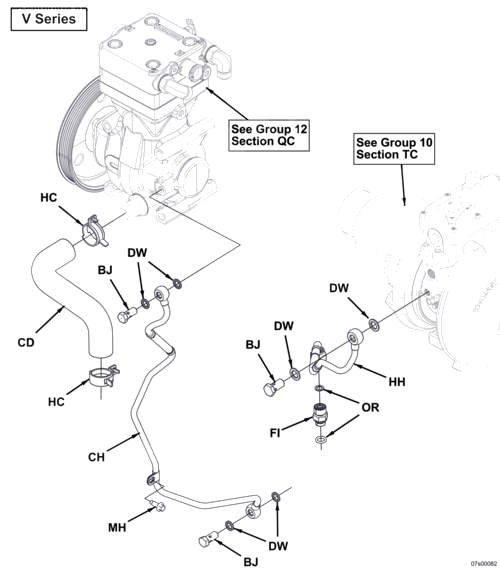 V Series
See Group 12
Section QC
See Group 10
Section TC
HC
DW
BJ
CD
HC
CH
MH
DW
BJ
DW
DW
BJ
HH
OR
FI
07s00082